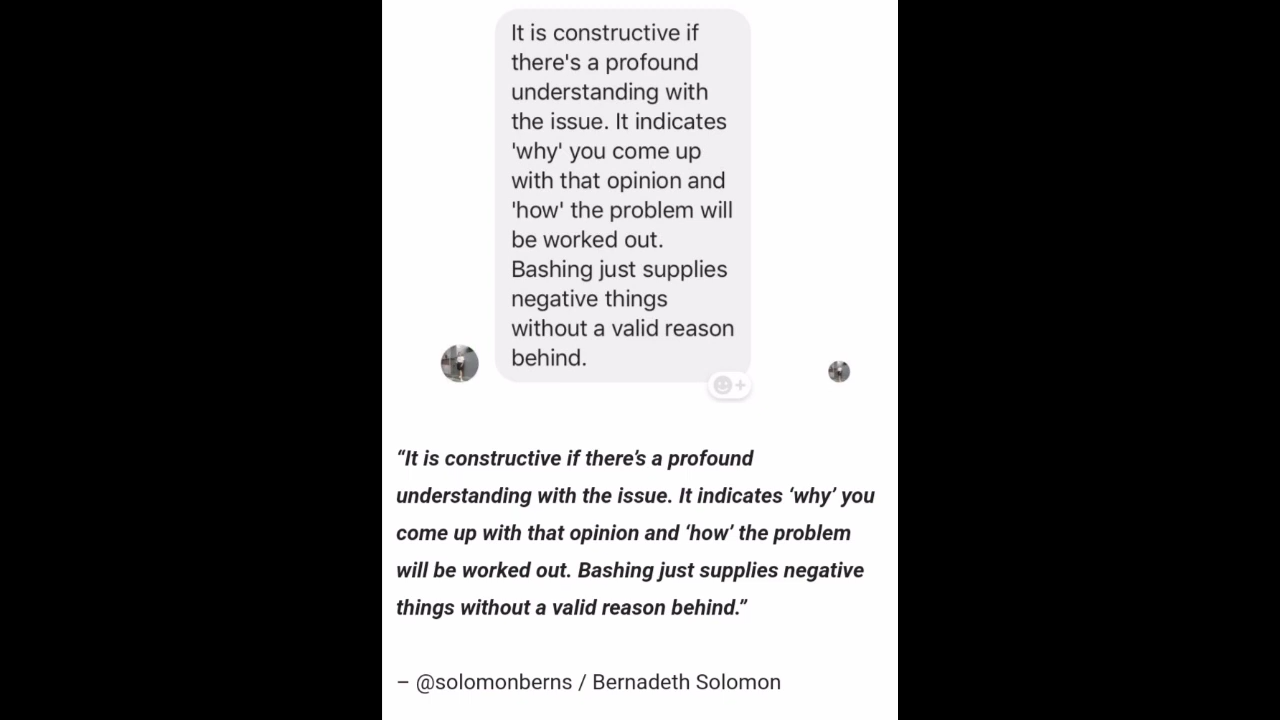 It is constructive if
there's a profound
understanding with
the issue. It indicates
'why' you come up
with that opinion and
'how' the problem will
be worked out.
Bashing just supplies
negative things
without a valid reason
behind.
“It is constructive if there’s a profound
understanding with the issue. It indicates ‘why’ you
come up with that opinion and ‘how’ the problem
will be worked out. Bashing just supplies negative
things without a valid reason behind.”
– @solomonberns / Bernadeth Solomon